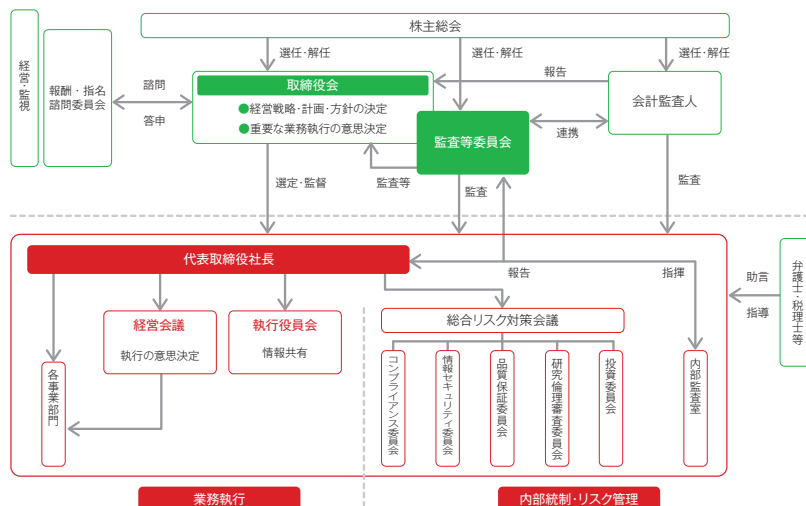 株主総会
選任・解任
選任・解任
選任・解任
経営・監視
報酬・指名
諮問委員会
諮問
答申
取締役会
●経営戦略・計画・方針の決定
●重要な業務執行の意思決定
報告
会計監査人
監査等委員会
連携
選定・監督
監査等
監査
監査
代表取締役社長
報告
指揮
助言
指導
弁護士・税理士等
経営会議
執行の意思決定
執行役員会
情報共有
総合リスク対策会議
各事業部門
コンプライアンス委員会
情報セキュリティ委員会
品質保証委員会
研究倫理審査委員会
投資委員会
内部監査室
業務執行
内部統制・リスク管理